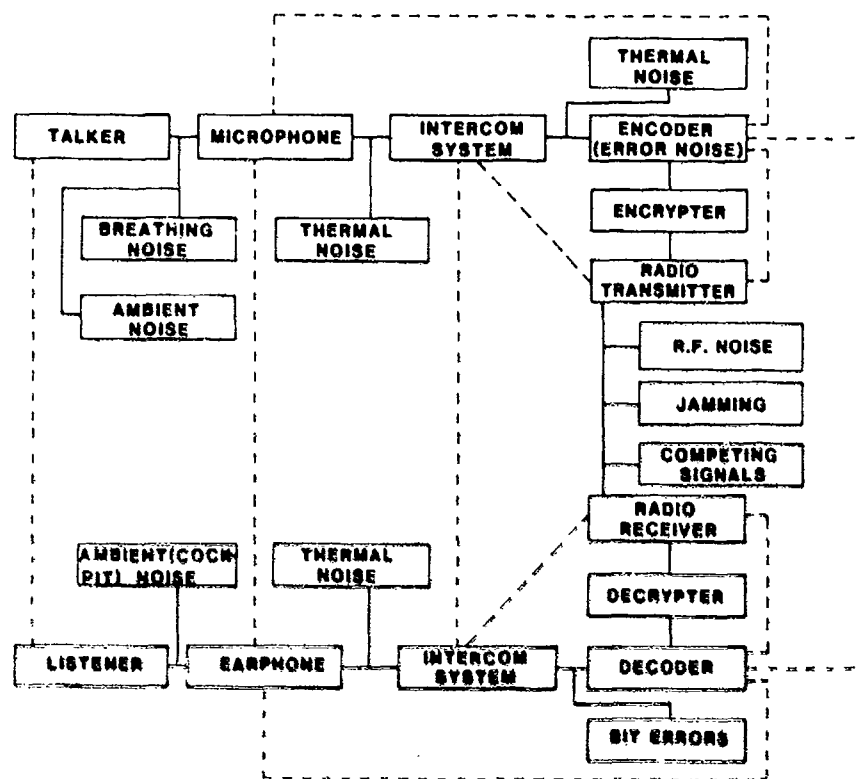 THERMAL
NOISE
TALKER
MICROPHONE
INTERCOM
SYSTEM
ENCODER
(ERROR NOISE)
BREATHING
NOISE
THERMAL
NOISE
ENCRYPTER
AMBIENT
NOISE
RADIO
TRANSMITTER
R.F. NOISE
JAMMING
COMPETING
SIGNALS
RADIO
RECEIVER
AMBIENT(COCK-
PIT) NOISE
THERMAL
NOISE
DECRYPTER
LISTENER
EARPHONE
INTERCOM
SYSTEM
DECODER
BIT ERRORS